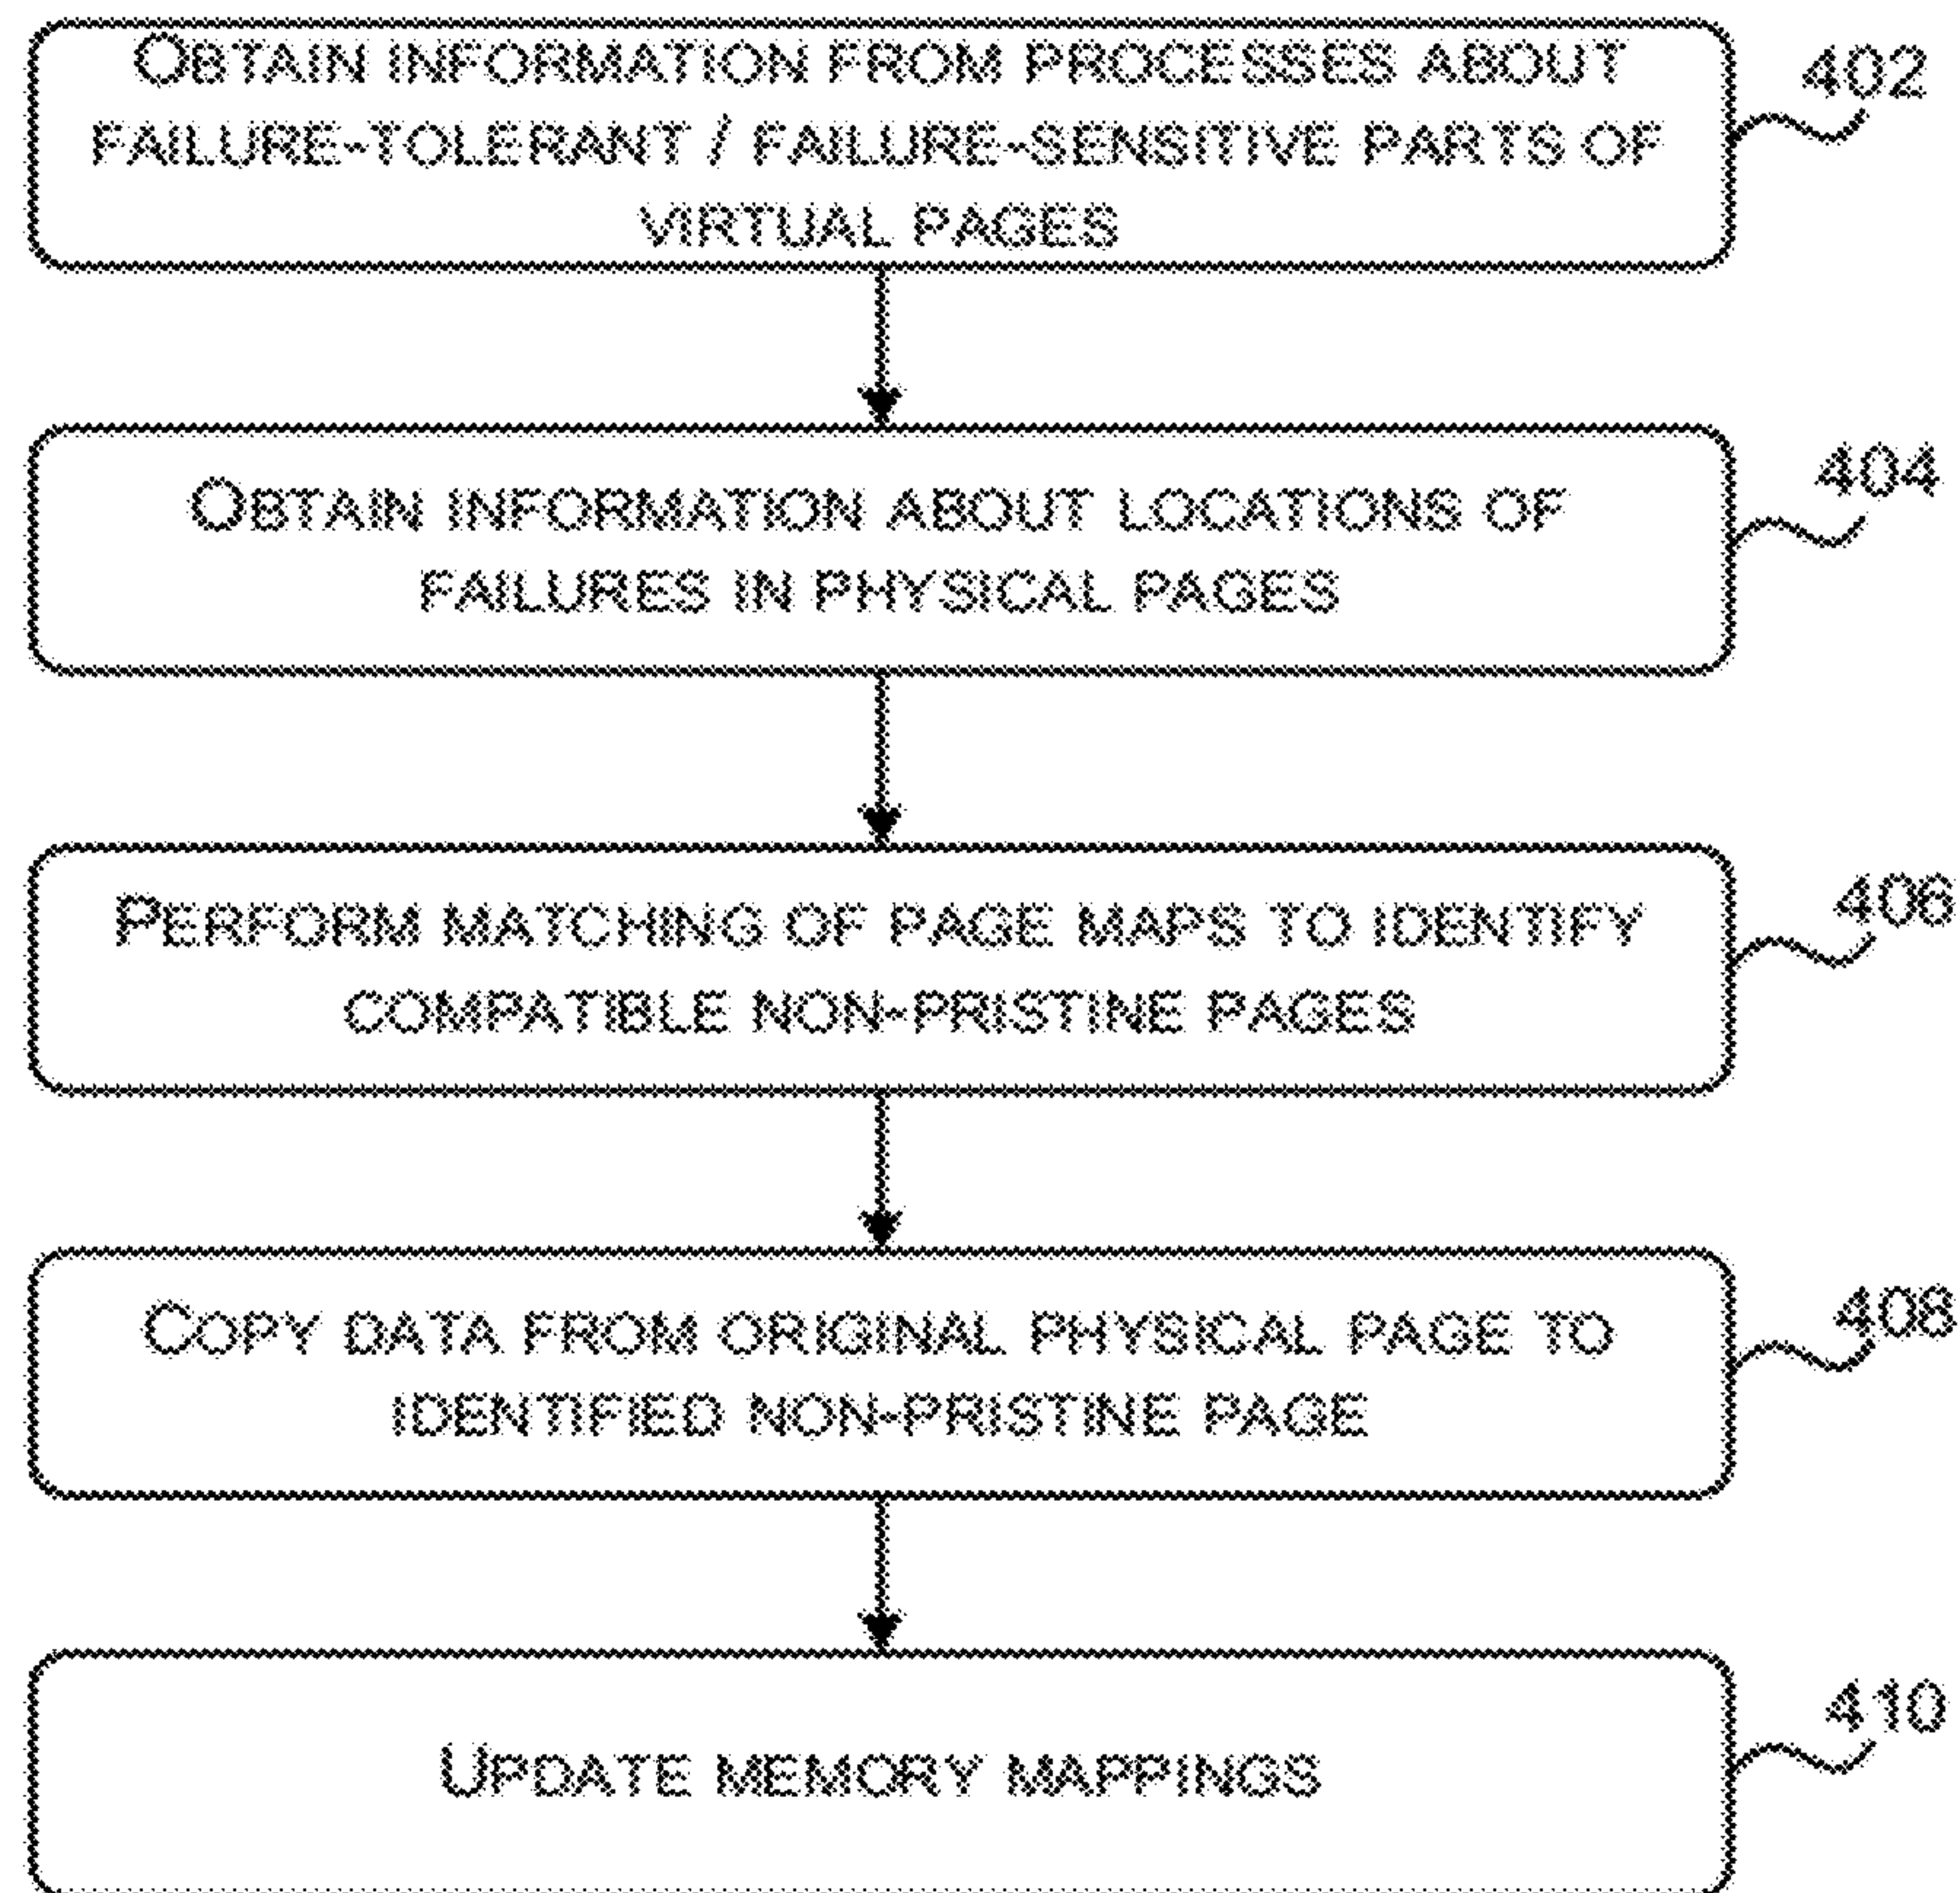 OBTAIN INFORMATION FROM PROCESSES ABOUT
402
FAILURE-TOLERANT / FAILURE-SENSITIVE PARTS OF
VIRTUAL PAGES
404
OBTAIN INFORMATION ABOUT LOCATIONS OF
FAILURES IN PHYSICAL PAGES
406
PERFORM MATCHING OF PAGE MAPS TO IDENTIFY
COMPATIBLE NON-PRISTINE PAGES
408
COPY DATA FROM ORIGINAL PHYSICAL PAGE TO
IDENTIFIED NON-PRISTINE PAGE
410
UPDATE MEMORY MAPPINGS